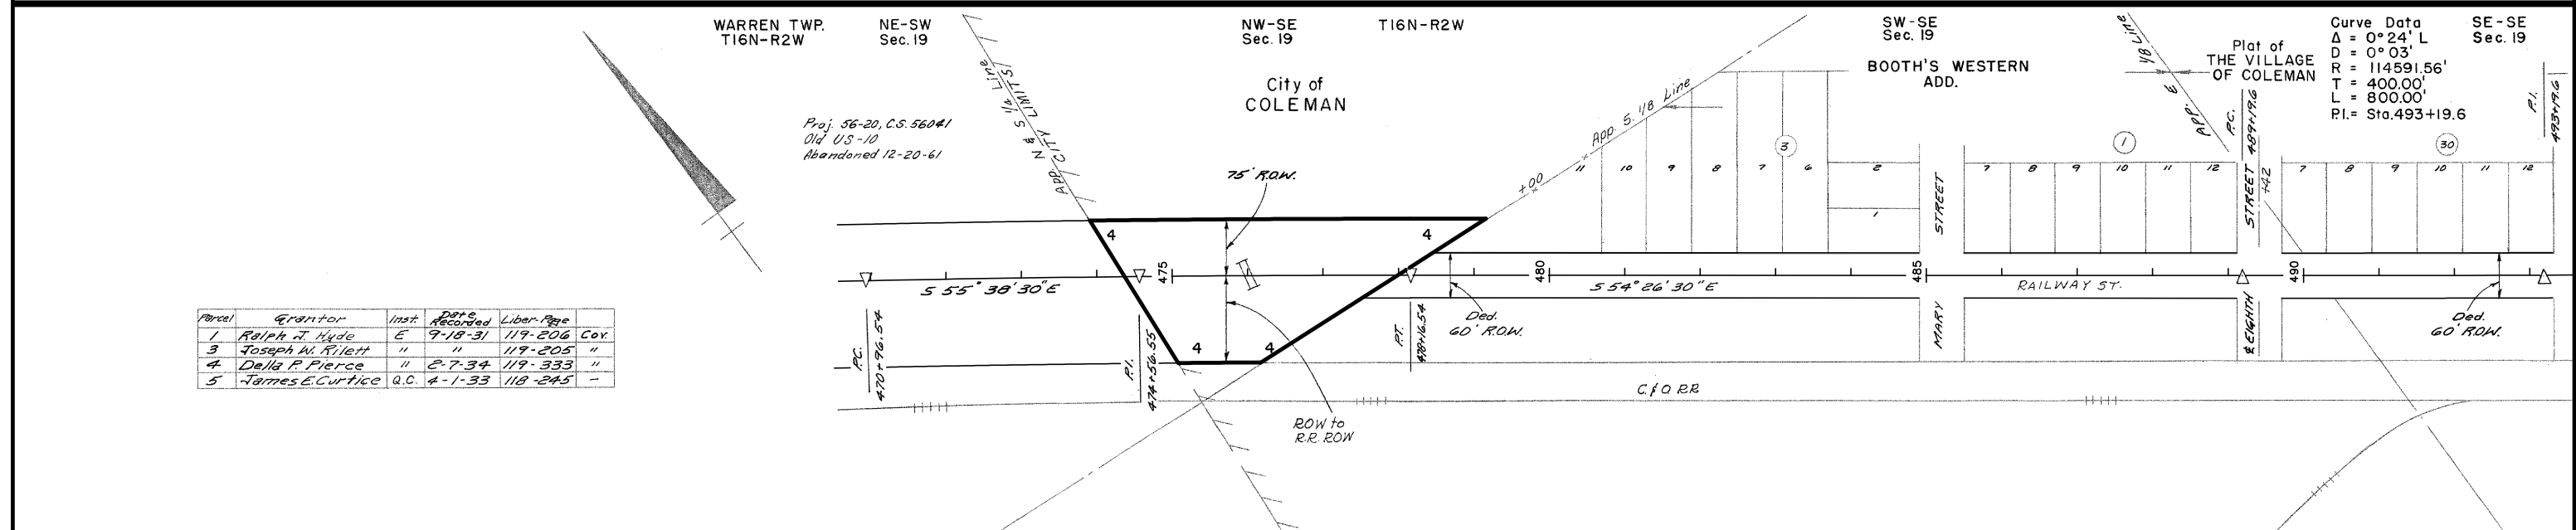 WARREN TWP.
T16N-R2W
NE-SW
Sec. 19
NW-SE
Sec. 19
T16N-R2W
SW-SE
Sec. 19
SE-SE
Sec. 19
City of
COLEMAN
BOOTH'S WESTERN
ADD.
Plat of
THE VILLAGE
OF COLEMAN
Curve Data
Δ = 0°24' L
D = 0°03'
R = 114591.56'
T = 400.00'
L = 800.00'
P.I.= Sta.493+19.6
Proj. 56-20, C.S. 56041
Old US-10
Abandoned 12-20-61
N & S 1/4 Line
APP. CITY LIMITS
App. S. 1/8 Line
+00
APP. E 1/8 Line
P.C. 489+19.6
P.I. 493+19.6
+42
75' R.O.W.
11 10 9 8 7 6 2
3
1
7 8 9 10 11 12
1
7 8 9 10 11 12
30
4 4
4 4
475
480
485
490
S 55° 38' 30" E
S 54° 26' 30" E
RAILWAY ST.
MARY STREET
℄ EIGHTH STREET
Ded.
60' R.O.W.
Ded.
60' R.O.W.
P.C. 470+96.54
P.I. 474+56.55
P.T. 478+16.54
ROW to
R.R. ROW
C.&O RR
Parcel Grantor Inst. Date Recorded Liber-Page
1 Ralph J. Hyde E 9-18-31 119-206 Cov.
3 Joseph W. Rilett " " 119-205 "
4 Della P. Pierce " 2-7-34 119-333 "
5 James E. Curtice Q.C. 4-1-33 118-245 -